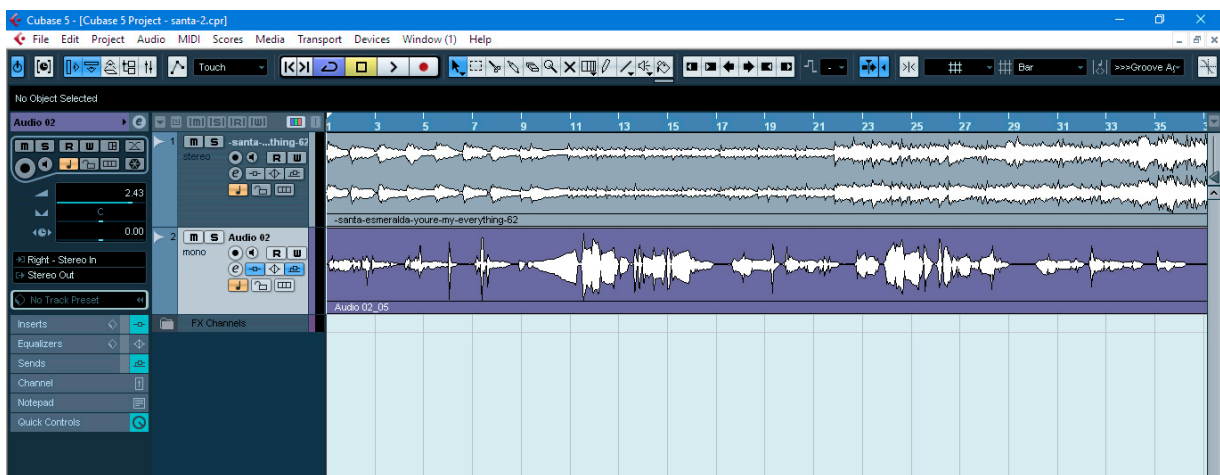 Cubase 5 - [Cubase 5 Project - santa-2.cpr]
File Edit Project Audio MIDI Scores Media Transport Devices Window (1) Help
Touch
Bar
>>>Groove Ag
No Object Selected
Audio 02
m S R W
2.43
C
0.00
Right - Stereo In
Stereo Out
No Track Preset
Inserts
Equalizers
Sends
Channel
Notepad
Quick Controls
[m] [S] [R] [W]
1 m S -santa-...thing-62
stereo R W
e
2 m S Audio 02
mono R W
e
FX Channels
1 3 5 7 9 11 13 15 17 19 21 23 25 27 29 31 33 35
-santa-esmeralda-youre-my-everything-62
Audio 02_05